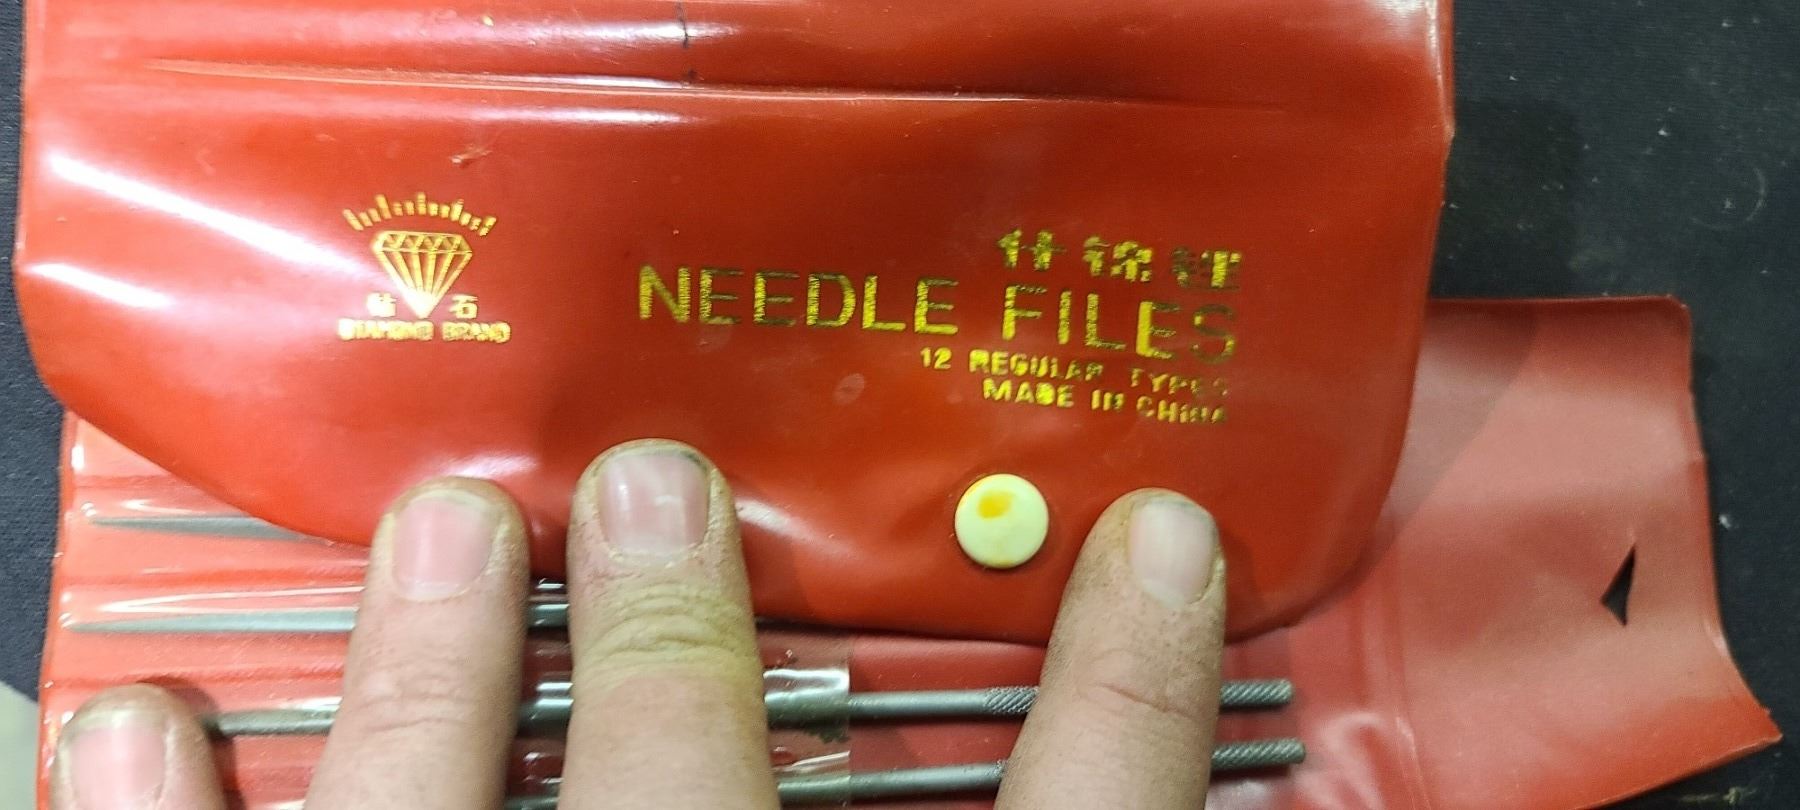 钻石
DIAMOND BRAND
什锦锉
NEEDLE FILES
12 REGULAR TYPES
MADE IN CHINA